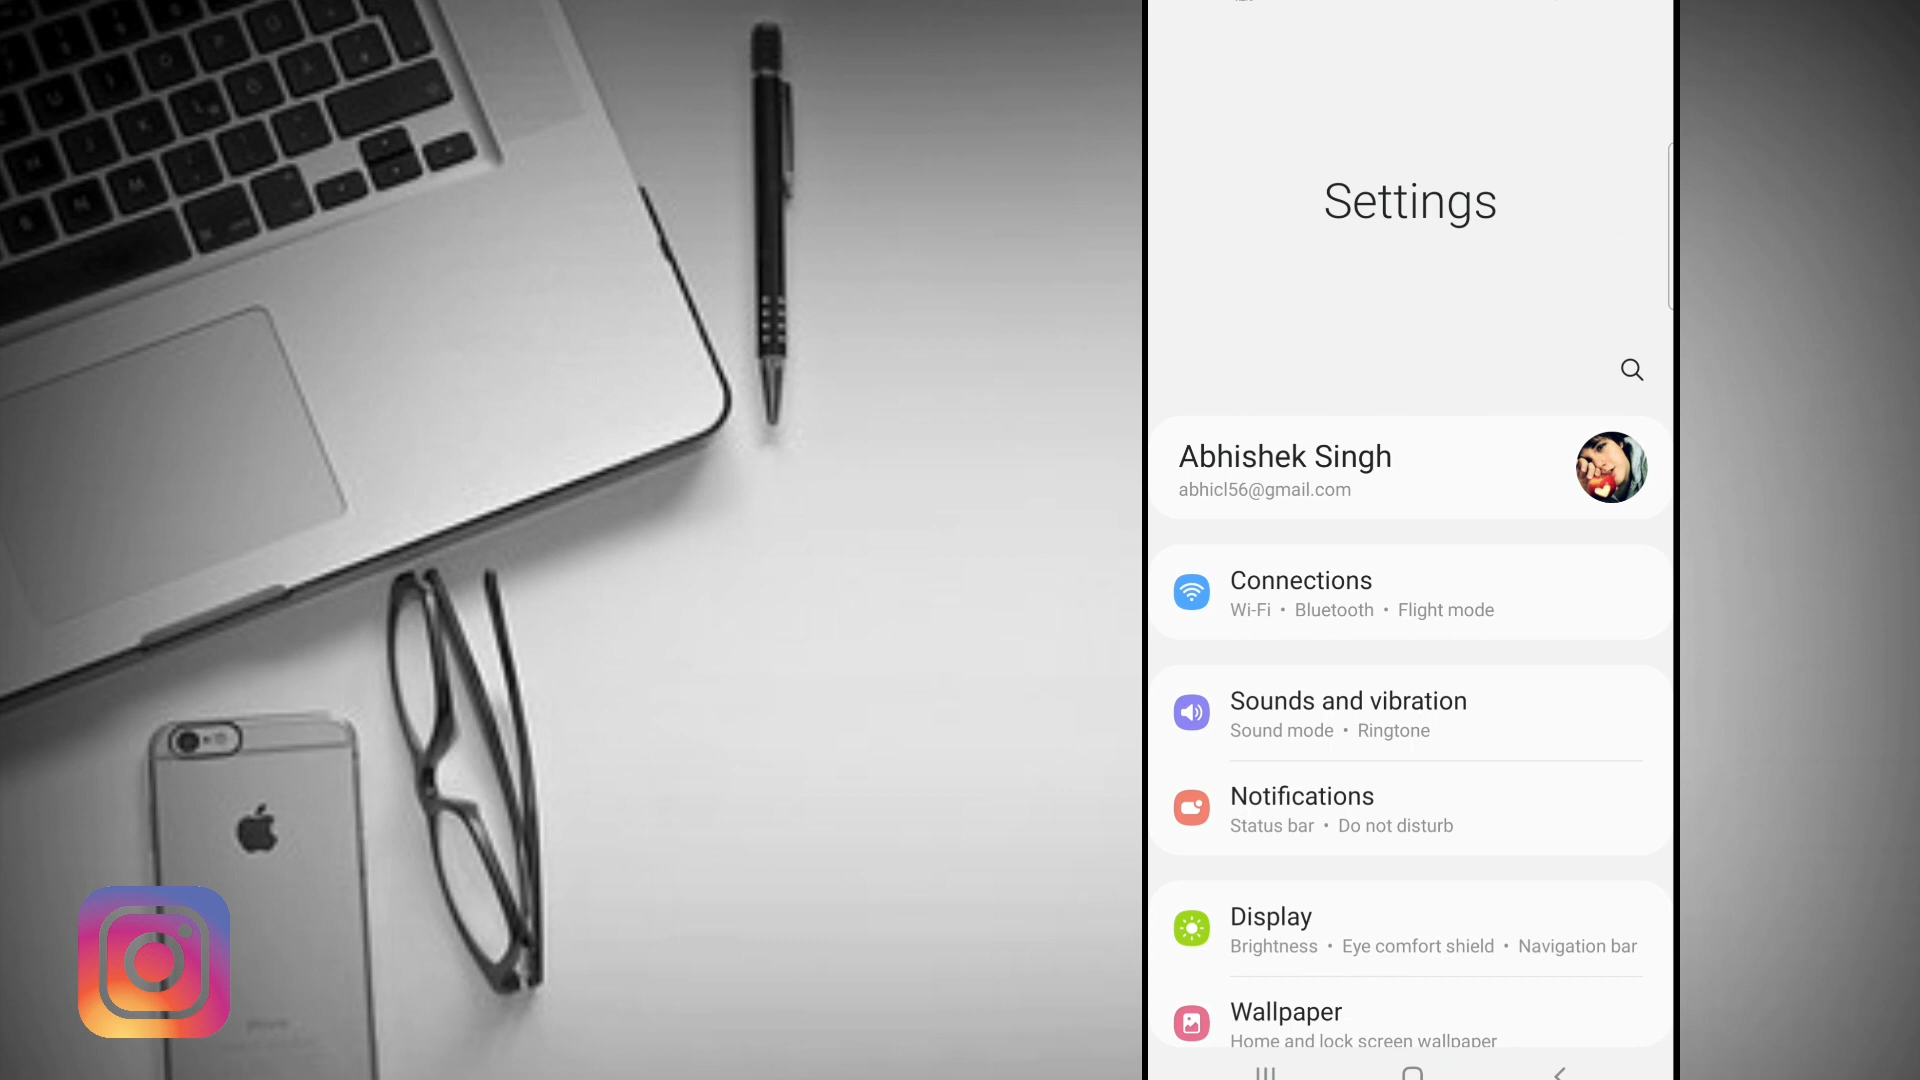 Settings
Abhishek Singh
abhicl56@gmail.com
Connections
Wi-Fi • Bluetooth • Flight mode
Sounds and vibration
Sound mode • Ringtone
Notifications
Status bar • Do not disturb
Display
Brightness • Eye comfort shield • Navigation bar
Wallpaper
Home and lock screen wallpaper